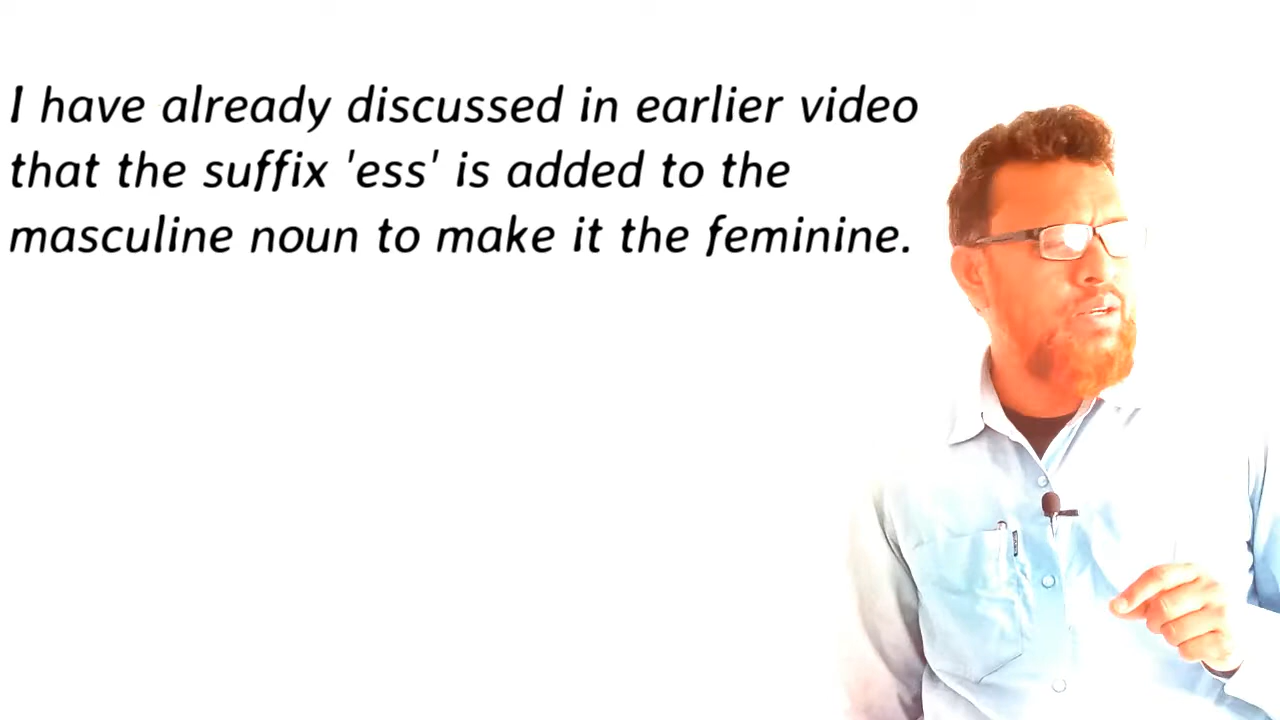 I have already discussed in earlier video
that the suffix 'ess' is added to the
masculine noun to make it the feminine.